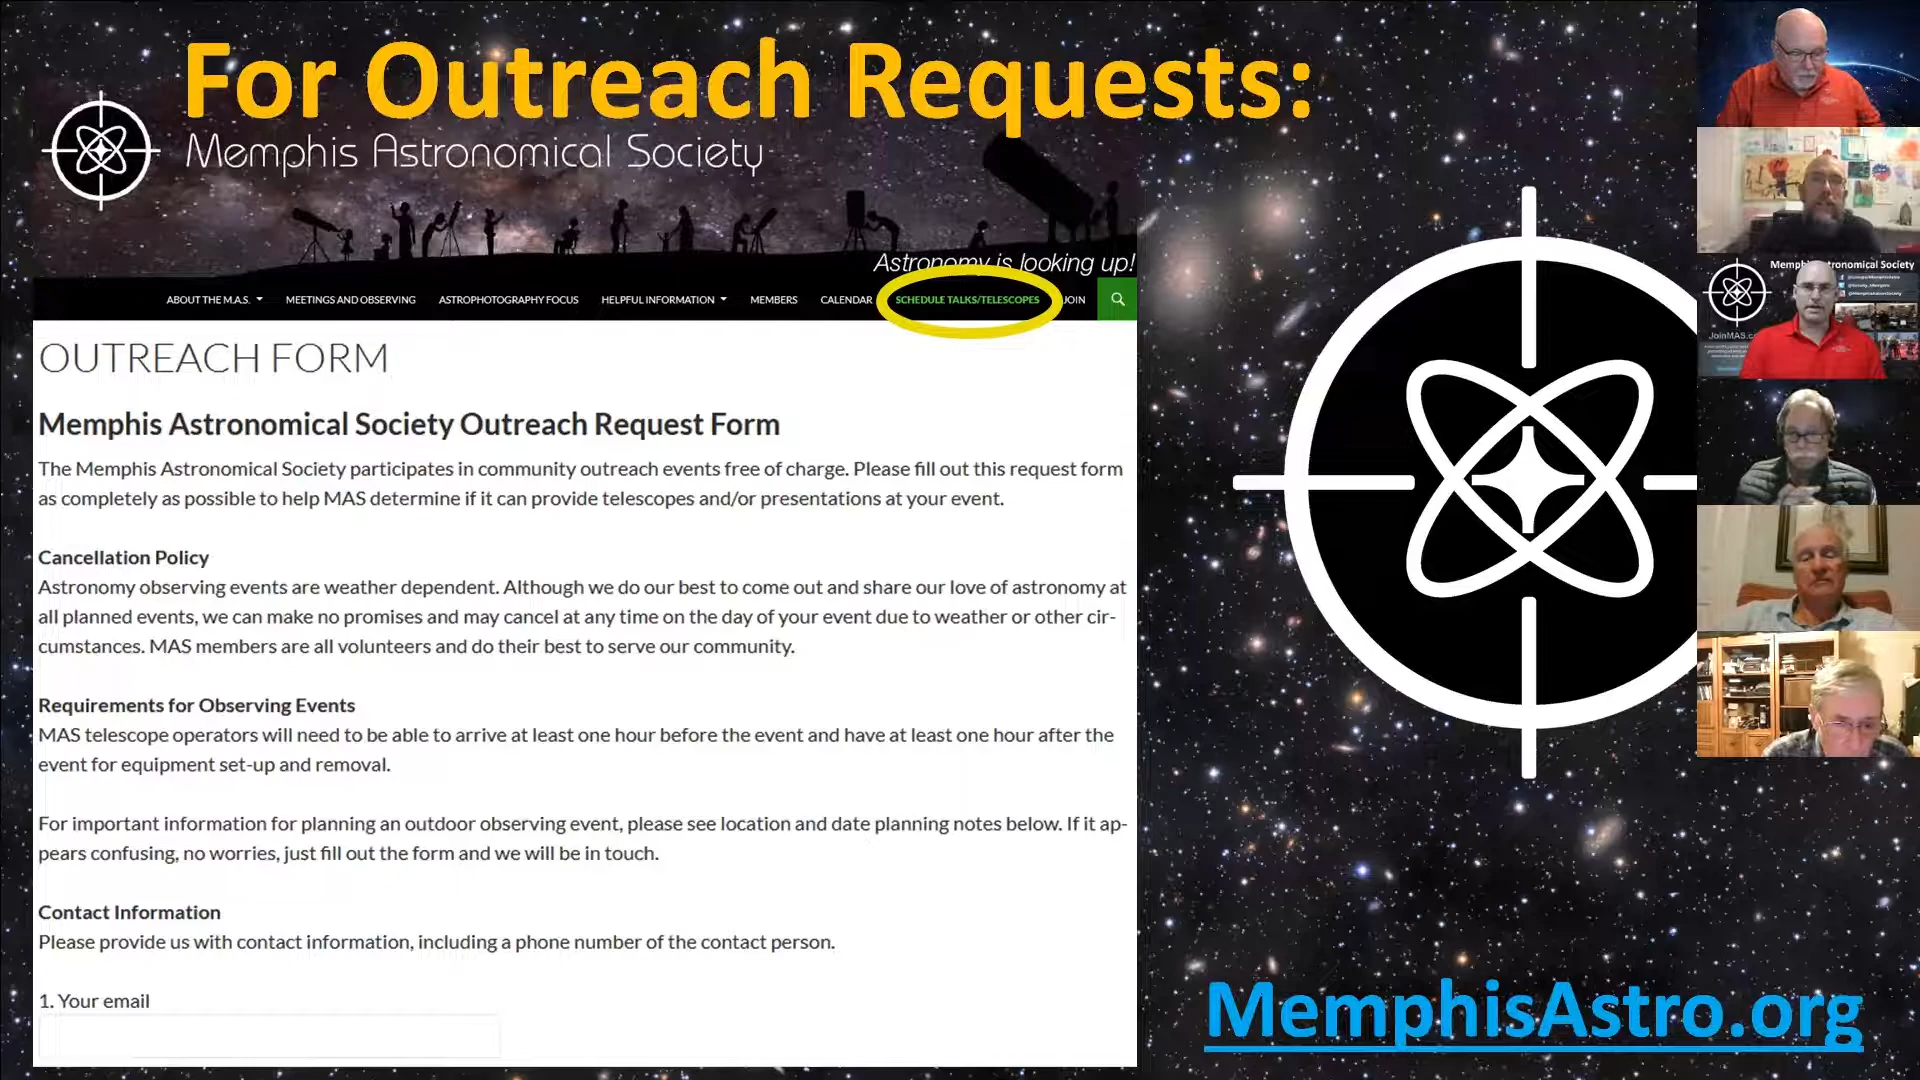 For Outreach Requests:
Memphis Astronomical Society
Astronomy is looking up!
ABOUT THE M.A.S. MEETINGS AND OBSERVING ASTROPHOTOGRAPHY FOCUS HELPFUL INFORMATION MEMBERS CALENDAR SCHEDULE TALKS/TELESCOPES JOIN
OUTREACH FORM
Memphis Astronomical Society Outreach Request Form
The Memphis Astronomical Society participates in community outreach events free of charge. Please fill out this request form
as completely as possible to help MAS determine if it can provide telescopes and/or presentations at your event.
Cancellation Policy
Astronomy observing events are weather dependent. Although we do our best to come out and share our love of astronomy at
all planned events, we can make no promises and may cancel at any time on the day of your event due to weather or other cir-
cumstances. MAS members are all volunteers and do their best to serve our community.
Requirements for Observing Events
MAS telescope operators will need to be able to arrive at least one hour before the event and have at least one hour after the
event for equipment set-up and removal.
For important information for planning an outdoor observing event, please see location and date planning notes below. If it ap-
pears confusing, no worries, just fill out the form and we will be in touch.
Contact Information
Please provide us with contact information, including a phone number of the contact person.
1. Your email
MemphisAstro.org
Astronomical Society
JoinMAS